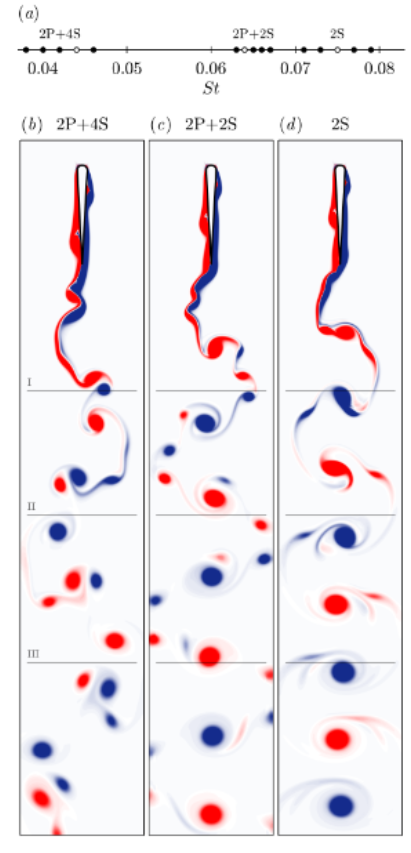 (a)
2P+4S 2P+2S 2S
0.04 0.05 0.06 0.07 0.08
St
(b) 2P+4S (c) 2P+2S (d) 2S
I
II
III